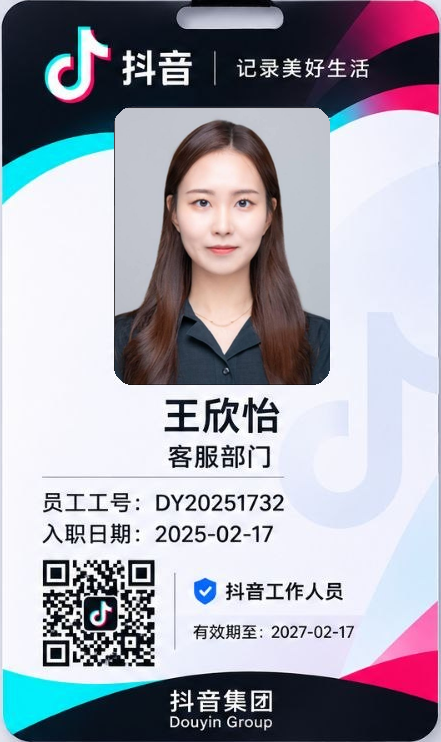 抖音 | 记录美好生活
王欣怡
客服部门
员工工号：DY20251732
入职日期：2025-02-17
抖音工作人员
有效期至：2027-02-17
抖音集团
Douyin Group